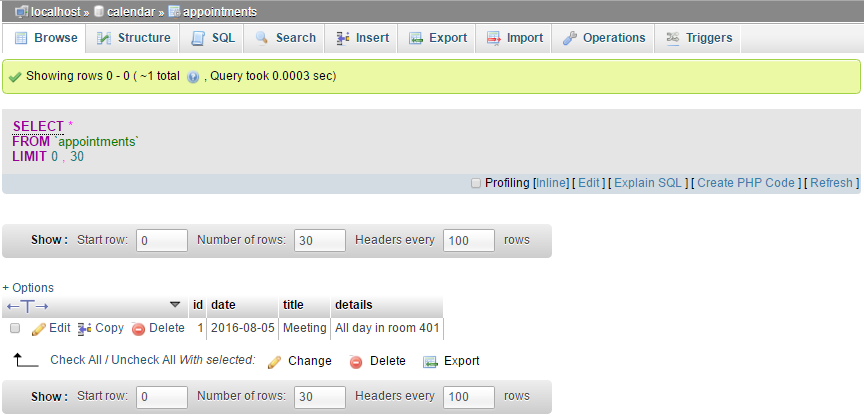 localhost » calendar » appointments
Browse Structure SQL Search Insert Export Import Operations Triggers
Showing rows 0 - 0 ( ~1 total , Query took 0.0003 sec)
SELECT *
FROM `appointments`
LIMIT 0 , 30
Profiling [Inline] [ Edit ] [ Explain SQL ] [ Create PHP Code ] [ Refresh ]
Show : Start row: 0 Number of rows: 30 Headers every 100 rows
+ Options
←T→ id date title details
Edit Copy Delete 1 2016-08-05 Meeting All day in room 401
Check All / Uncheck All With selected: Change Delete Export
Show : Start row: 0 Number of rows: 30 Headers every 100 rows